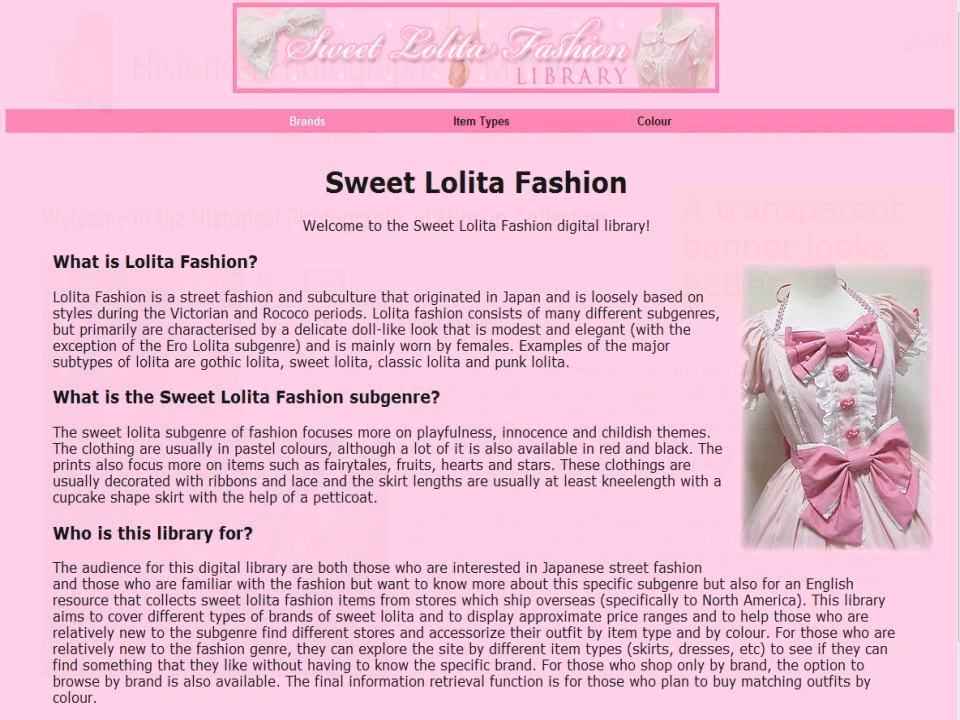 Sweet Lolita Fashion
LIBRARY
about
Historical Photography of M
Brands
Item Types
Colour
Sweet Lolita Fashion
Welcome to the Historical Photography of Mission Collection
A transparent
banner looks
Welcome to the Sweet Lolita Fashion digital library!
What is Lolita Fashion?
Lolita Fashion is a street fashion and subculture that originated in Japan and is loosely based on
styles during the Victorian and Rococo periods. Lolita fashion consists of many different subgenres,
but primarily are characterised by a delicate doll-like look that is modest and elegant (with the
exception of the Ero Lolita subgenre) and is mainly worn by females. Examples of the major
subtypes of lolita are gothic lolita, sweet lolita, classic lolita and punk lolita.
What is the Sweet Lolita Fashion subgenre?
The sweet lolita subgenre of fashion focuses more on playfulness, innocence and childish themes.
The clothing are usually in pastel colours, although a lot of it is also available in red and black. The
prints also focus more on items such as fairytales, fruits, hearts and stars. These clothings are
usually decorated with ribbons and lace and the skirt lengths are usually at least kneelength with a
cupcake shape skirt with the help of a petticoat.
Who is this library for?
The audience for this digital library are both those who are interested in Japanese street fashion
and those who are familiar with the fashion but want to know more about this specific subgenre but also for an English
resource that collects sweet lolita fashion items from stores which ship overseas (specifically to North America). This library
aims to cover different types of brands of sweet lolita and to display approximate price ranges and to help those who are
relatively new to the subgenre find different stores and accessorize their outfit by item type and by colour. For those who are
relatively new to the fashion genre, they can explore the site by different item types (skirts, dresses, etc) to see if they can
find something that they like without having to know the specific brand. For those who shop only by brand, the option to
browse by brand is also available. The final information retrieval function is for those who plan to buy matching outfits by
colour.